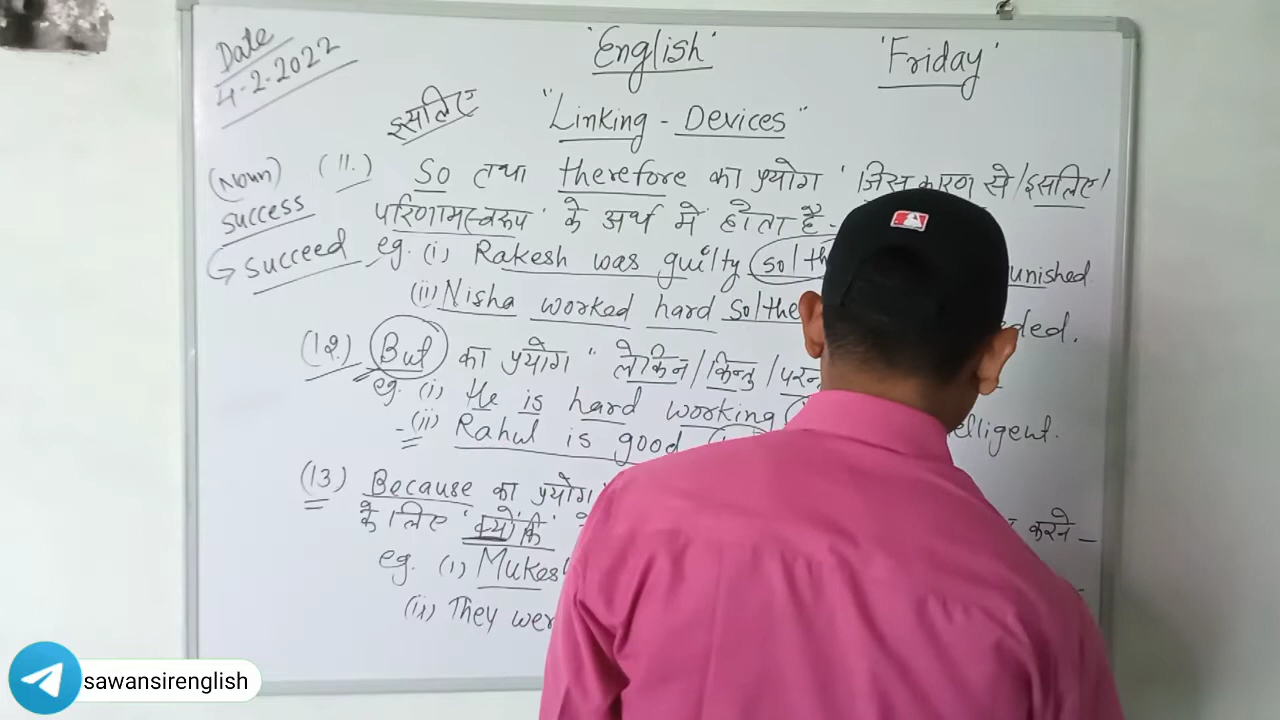 Date
4-2-2022
'English'
'Friday'
इसलिए
"Linking - Devices"
(Noun)
success
succeed
(11.) So तथा therefore का प्रयोग ' जिस कारण से/इसलिए/
परिणामस्वरूप ' के अर्थ में होता है-
eg. (i) Rakesh was guilty so/th unished.
(ii) Nisha worked hard so/the ded.
(12.) But का प्रयोग " लेकिन/किन्तु/परन्
eg. (i) He is hard working elligent.
(ii) Rahul is good
(13) Because का प्रयोग
के लिए ' क्योंकि ' करने -
eg. (i) Mukesh
(ii) They wer
sawansirenglish